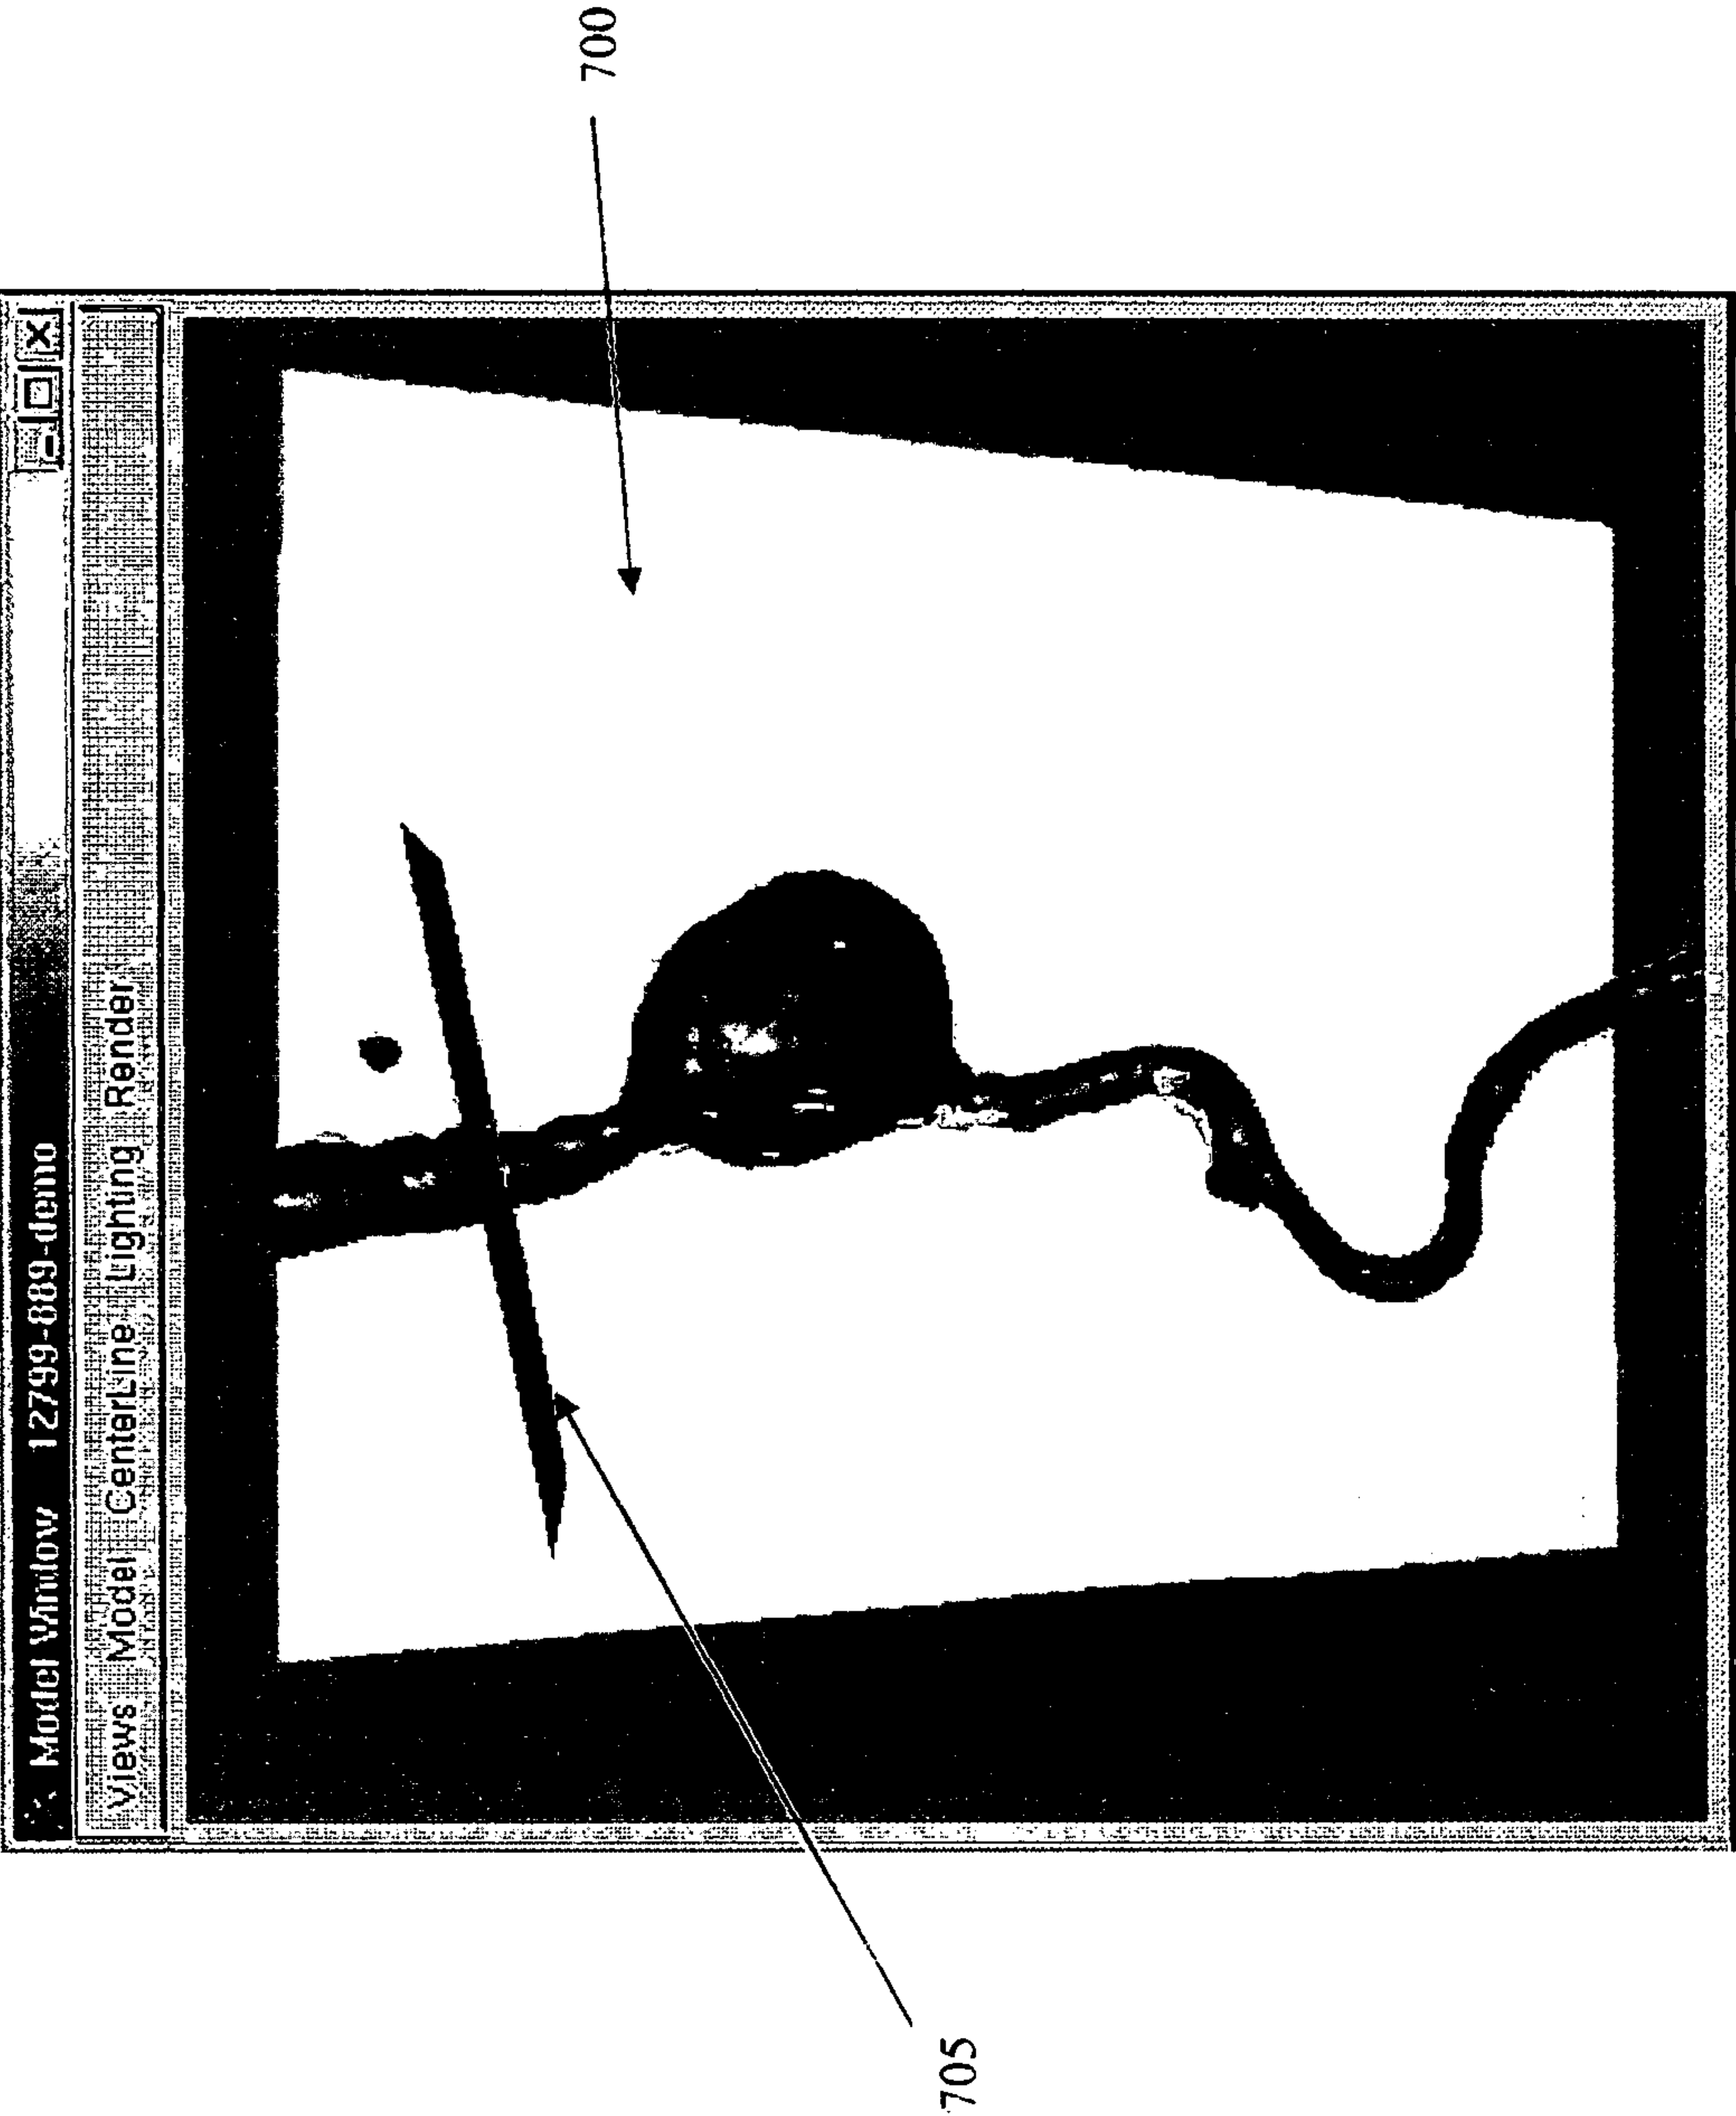 Model Window 12799-889-demo
Views Model CenterLine Lighting Render
700
705